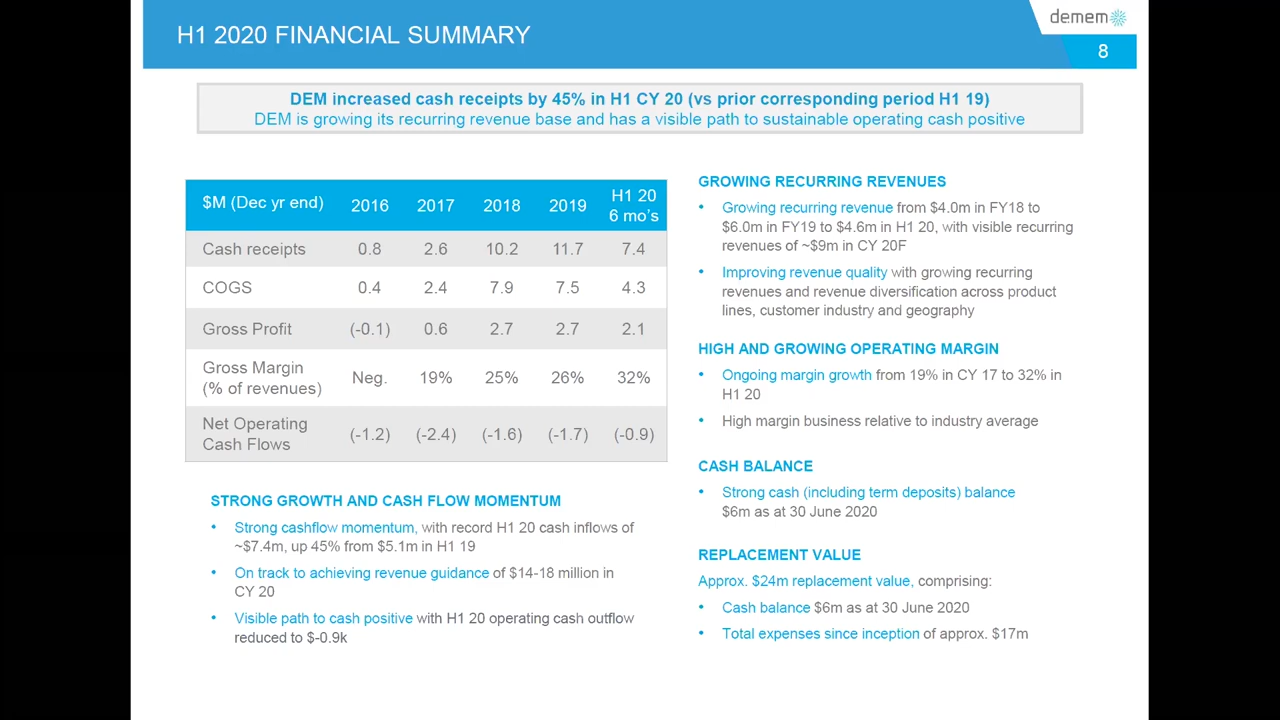 H1 2020 FINANCIAL SUMMARY
demem
8
DEM increased cash receipts by 45% in H1 CY 20 (vs prior corresponding period H1 19)
DEM is growing its recurring revenue base and has a visible path to sustainable operating cash positive
$M (Dec yr end) 2016 2017 2018 2019 H1 20 6 mo's
Cash receipts 0.8 2.6 10.2 11.7 7.4
COGS 0.4 2.4 7.9 7.5 4.3
Gross Profit (-0.1) 0.6 2.7 2.7 2.1
Gross Margin (% of revenues) Neg. 19% 25% 26% 32%
Net Operating Cash Flows (-1.2) (-2.4) (-1.6) (-1.7) (-0.9)
STRONG GROWTH AND CASH FLOW MOMENTUM
• Strong cashflow momentum, with record H1 20 cash inflows of
~$7.4m, up 45% from $5.1m in H1 19
• On track to achieving revenue guidance of $14-18 million in
CY 20
• Visible path to cash positive with H1 20 operating cash outflow
reduced to $-0.9k
GROWING RECURRING REVENUES
• Growing recurring revenue from $4.0m in FY18 to
$6.0m in FY19 to $4.6m in H1 20, with visible recurring
revenues of ~$9m in CY 20F
• Improving revenue quality with growing recurring
revenues and revenue diversification across product
lines, customer industry and geography
HIGH AND GROWING OPERATING MARGIN
• Ongoing margin growth from 19% in CY 17 to 32% in
H1 20
• High margin business relative to industry average
CASH BALANCE
• Strong cash (including term deposits) balance
$6m as at 30 June 2020
REPLACEMENT VALUE
Approx. $24m replacement value, comprising:
• Cash balance $6m as at 30 June 2020
• Total expenses since inception of approx. $17m